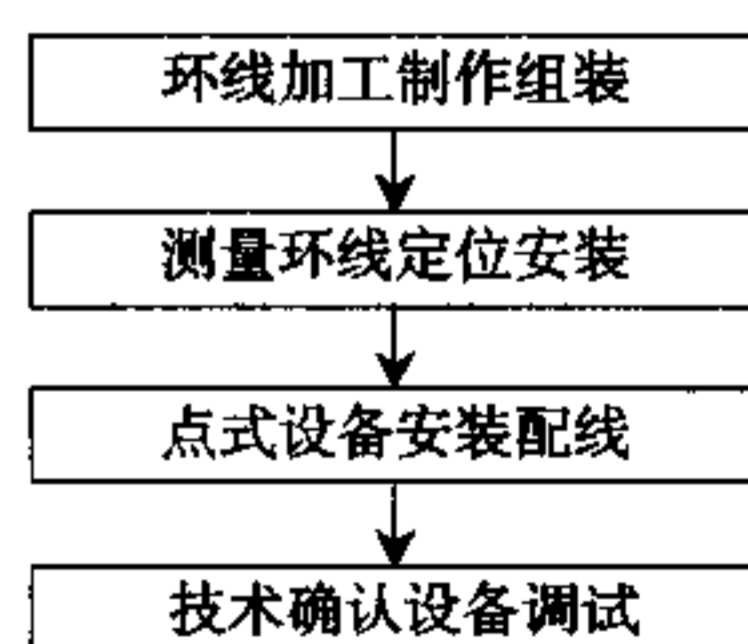 环线加工制作组装
测量环线定位安装
点式设备安装配线
技术确认设备调试